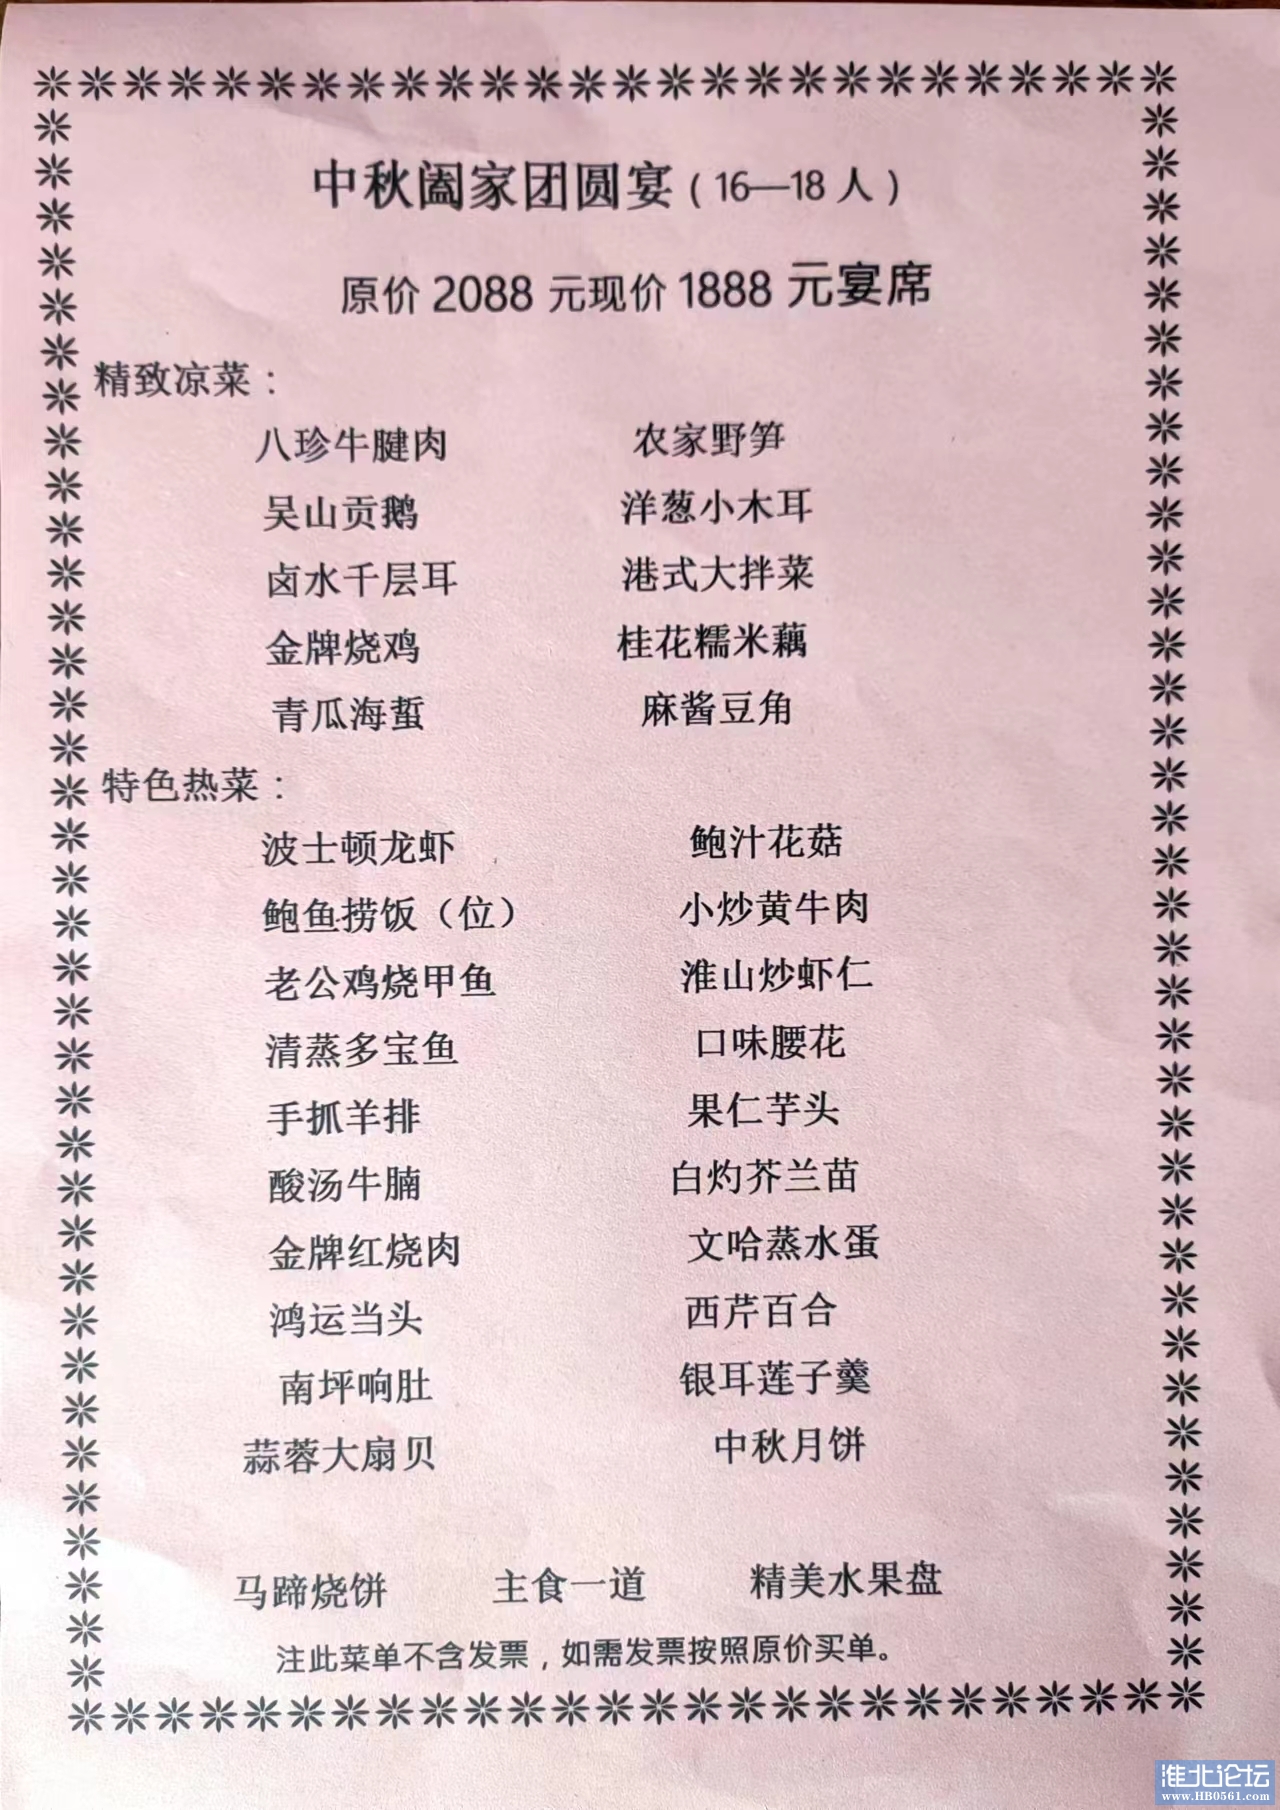 中秋阖家团圆宴（16—18人）
原价 2088 元现价 1888 元宴席
精致凉菜：
八珍牛腱肉 农家野笋
吴山贡鹅 洋葱小木耳
卤水千层耳 港式大拌菜
金牌烧鸡 桂花糯米藕
青瓜海蜇 麻酱豆角
特色热菜：
波士顿龙虾 鲍汁花菇
鲍鱼捞饭（位） 小炒黄牛肉
老公鸡烧甲鱼 淮山炒虾仁
清蒸多宝鱼 口味腰花
手抓羊排 果仁芋头
酸汤牛腩 白灼芥兰苗
金牌红烧肉 文哈蒸水蛋
鸿运当头 西芹百合
南坪响肚 银耳莲子羹
蒜蓉大扇贝 中秋月饼
马蹄烧饼 主食一道 精美水果盘
注此菜单不含发票，如需发票按照原价买单。
淮北论坛
www.HB0561.com